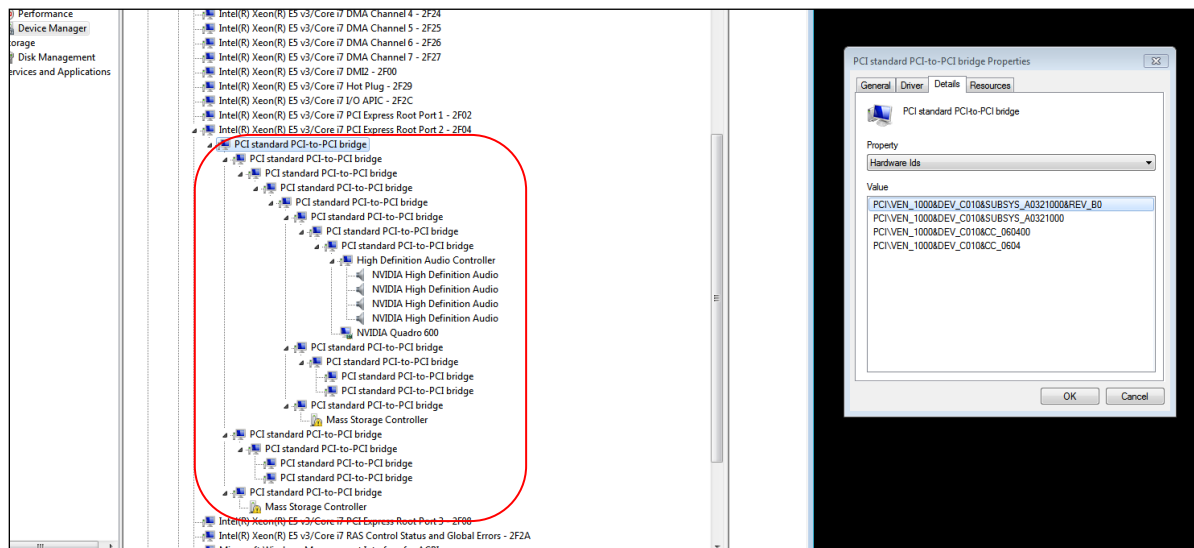 Performance
Device Manager
orage
Disk Management
ervices and Applications
Intel(R) Xeon(R) E5 v3/Core i7 DMA Channel 4 - 2F24
Intel(R) Xeon(R) E5 v3/Core i7 DMA Channel 5 - 2F25
Intel(R) Xeon(R) E5 v3/Core i7 DMA Channel 6 - 2F26
Intel(R) Xeon(R) E5 v3/Core i7 DMA Channel 7 - 2F27
Intel(R) Xeon(R) E5 v3/Core i7 DMI2 - 2F00
Intel(R) Xeon(R) E5 v3/Core i7 Hot Plug - 2F29
Intel(R) Xeon(R) E5 v3/Core i7 I/O APIC - 2F2C
Intel(R) Xeon(R) E5 v3/Core i7 PCI Express Root Port 1 - 2F02
Intel(R) Xeon(R) E5 v3/Core i7 PCI Express Root Port 2 - 2F04
PCI standard PCI-to-PCI bridge
PCI standard PCI-to-PCI bridge
PCI standard PCI-to-PCI bridge
PCI standard PCI-to-PCI bridge
PCI standard PCI-to-PCI bridge
PCI standard PCI-to-PCI bridge
PCI standard PCI-to-PCI bridge
PCI standard PCI-to-PCI bridge
High Definition Audio Controller
NVIDIA High Definition Audio
NVIDIA High Definition Audio
NVIDIA High Definition Audio
NVIDIA High Definition Audio
NVIDIA Quadro 600
PCI standard PCI-to-PCI bridge
PCI standard PCI-to-PCI bridge
PCI standard PCI-to-PCI bridge
PCI standard PCI-to-PCI bridge
PCI standard PCI-to-PCI bridge
Mass Storage Controller
PCI standard PCI-to-PCI bridge
PCI standard PCI-to-PCI bridge
PCI standard PCI-to-PCI bridge
PCI standard PCI-to-PCI bridge
PCI standard PCI-to-PCI bridge
Mass Storage Controller
Intel(R) Xeon(R) E5 v3/Core i7 PCI Express Root Port 3 - 2F08
Intel(R) Xeon(R) E5 v3/Core i7 RAS Control Status and Global Errors - 2F2A
Microsoft Windows Management Interface for ACPI
PCI standard PCI-to-PCI bridge Properties
General Driver Details Resources
PCI standard PCI-to-PCI bridge
Property
Hardware Ids
Value
PCI\VEN_1000&DEV_C010&SUBSYS_A0321000&REV_B0
PCI\VEN_1000&DEV_C010&SUBSYS_A0321000
PCI\VEN_1000&DEV_C010&CC_060400
PCI\VEN_1000&DEV_C010&CC_0604
OK Cancel